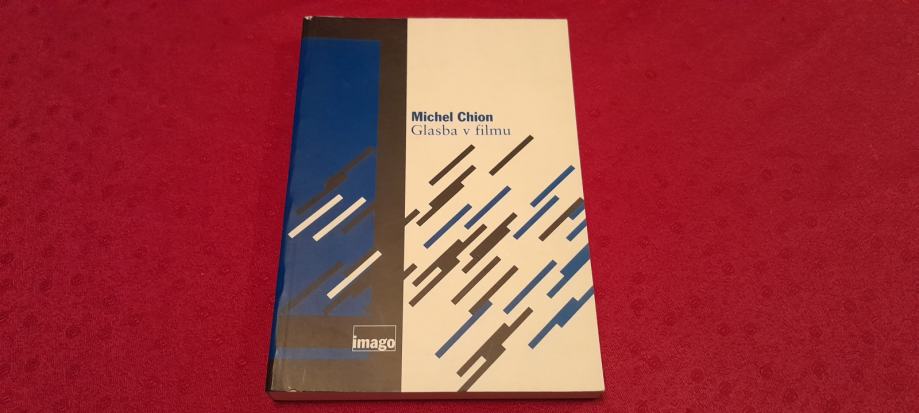 Michel Chion
Glasba v filmu
imago